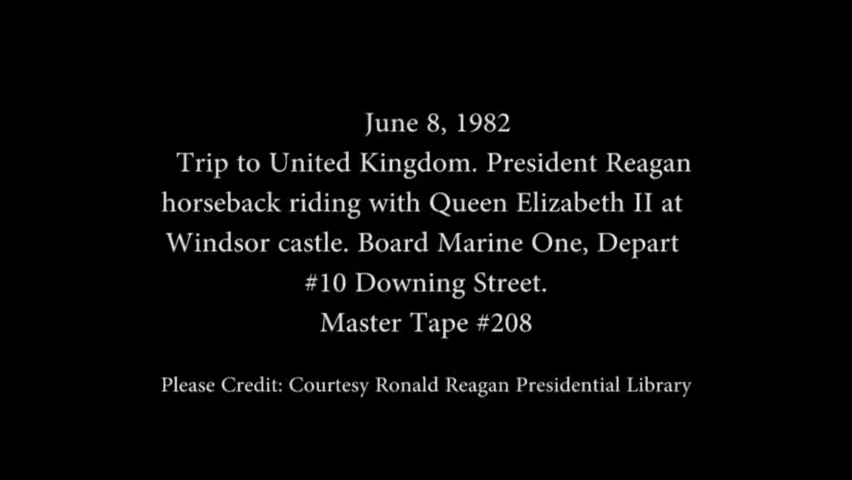 June 8, 1982
Trip to United Kingdom. President Reagan
horseback riding with Queen Elizabeth II at
Windsor castle. Board Marine One, Depart
#10 Downing Street.
Master Tape #208
Please Credit: Courtesy Ronald Reagan Presidential Library